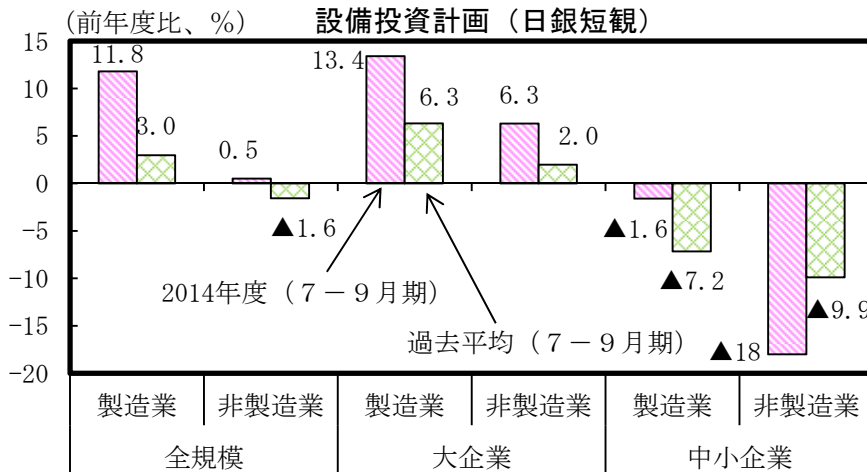 (前年度比、%)
設備投資計画（日銀短観）
15
10
5
0
-5
-10
-15
-20
11.8
3.0
0.5
▲1.6
13.4
6.3
6.3
2.0
▲1.6
▲7.2
▲18
▲9.9
2014年度（７－９月期）
過去平均（７－９月期）
製造業
非製造業
製造業
非製造業
製造業
非製造業
全規模
大企業
中小企業